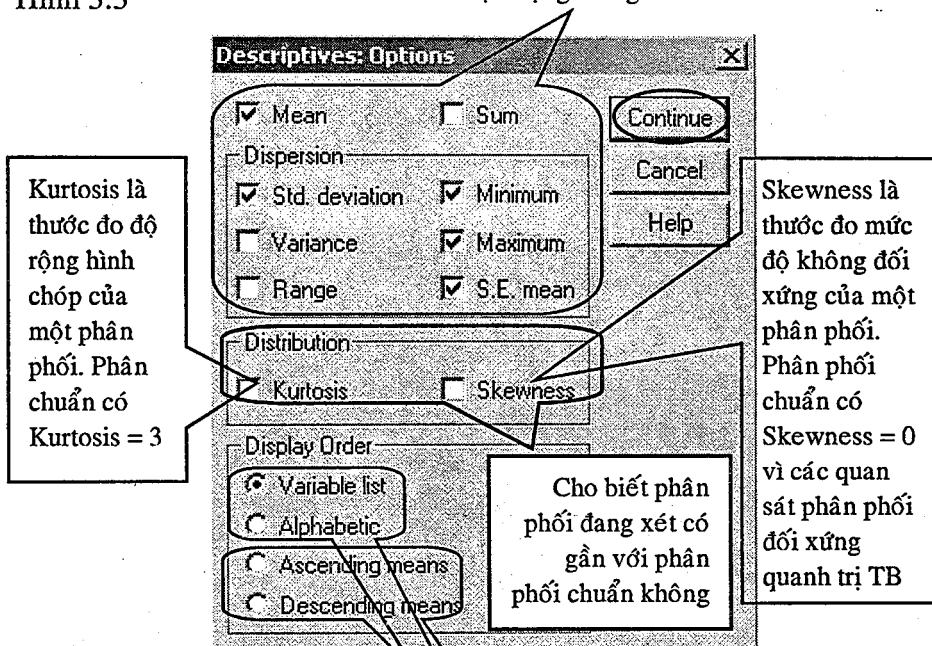 Hình 3.3
Descriptives: Options
Mean
Sum
Continue
Dispersion
Cancel
Std. deviation
Minimum
Help
Variance
Maximum
Range
S.E. mean
Kurtosis là
thước đo độ
rộng hình
chóp của
một phân
phối. Phân
chuẩn có
Kurtosis = 3
Skewness là
thước đo mức
độ không đối
xứng của một
phân phối.
Phân phối
chuẩn có
Skewness = 0
vì các quan
sát phân phối
đối xứng
quanh trị TB
Distribution
Kurtosis
Skewness
Display Order
Variable list
Alphabetic
Ascending means
Descending means
Cho biết phân
phối đang xét có
gần với phân
phối chuẩn không